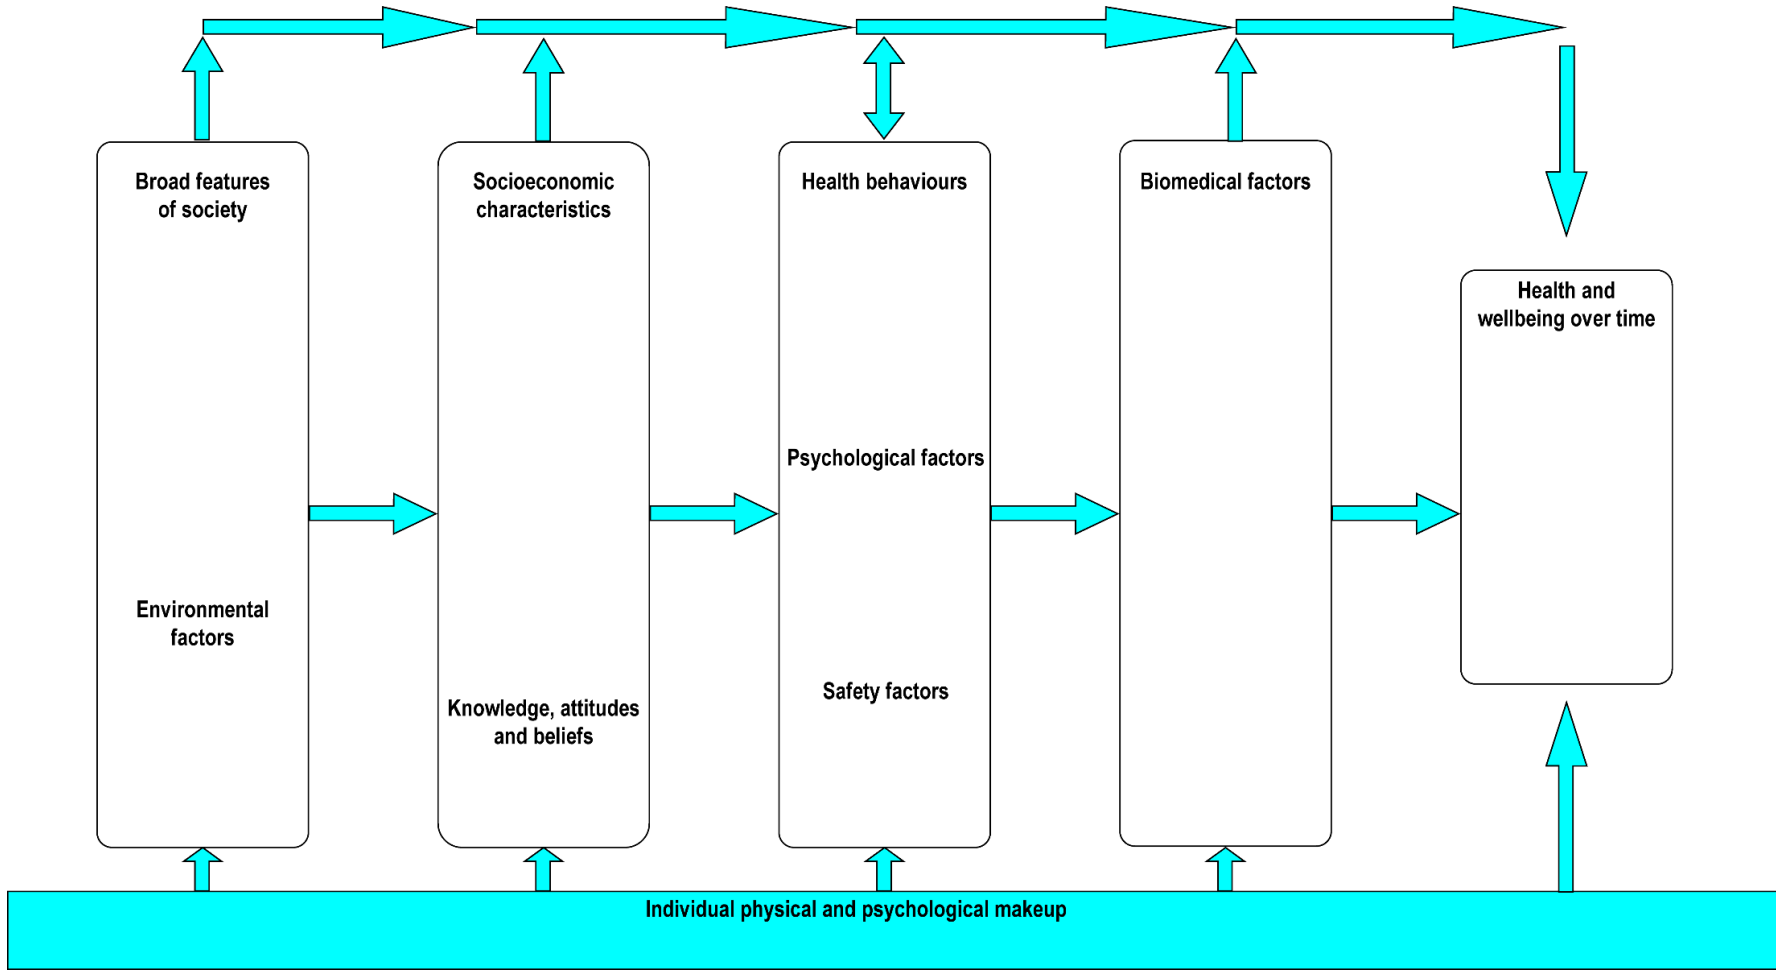 Broad features
of society
Environmental
factors
Socioeconomic
characteristics
Knowledge, attitudes
and beliefs
Health behaviours
Psychological factors
Safety factors
Biomedical factors
Health and
wellbeing over time
Individual physical and psychological makeup